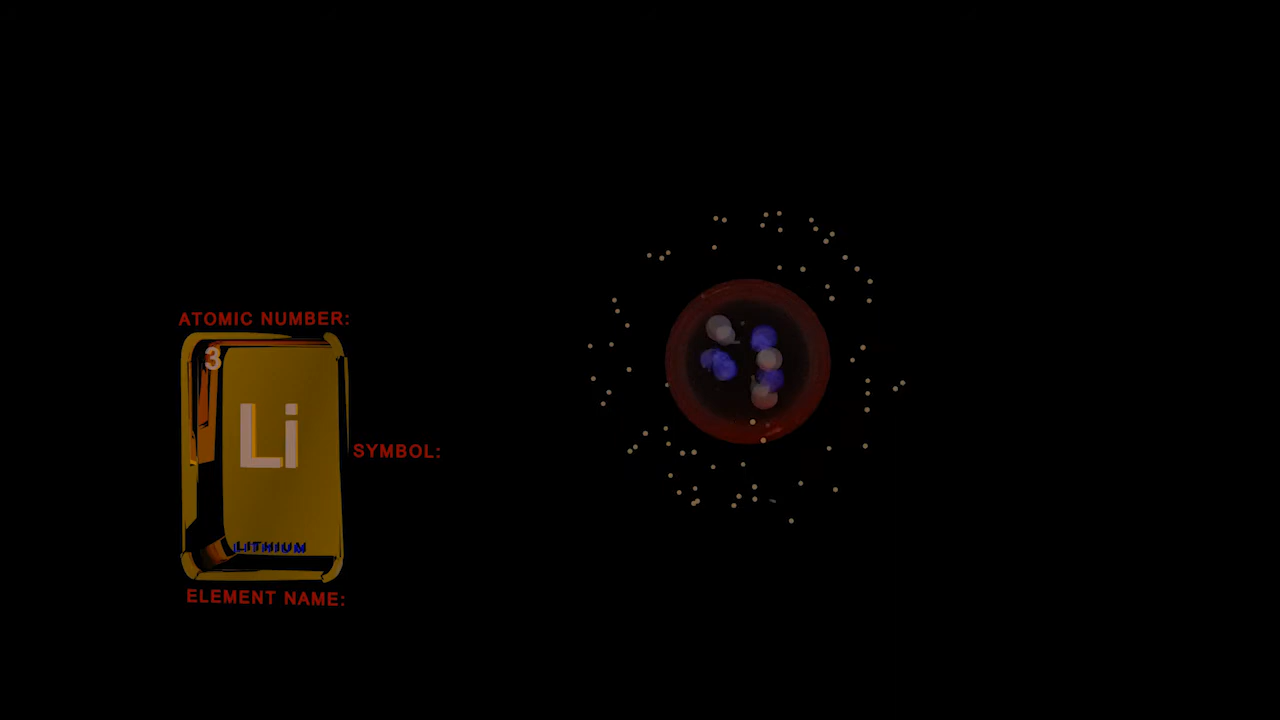 ATOMIC NUMBER:
3
Li
SYMBOL:
LITHIUM
ELEMENT NAME: